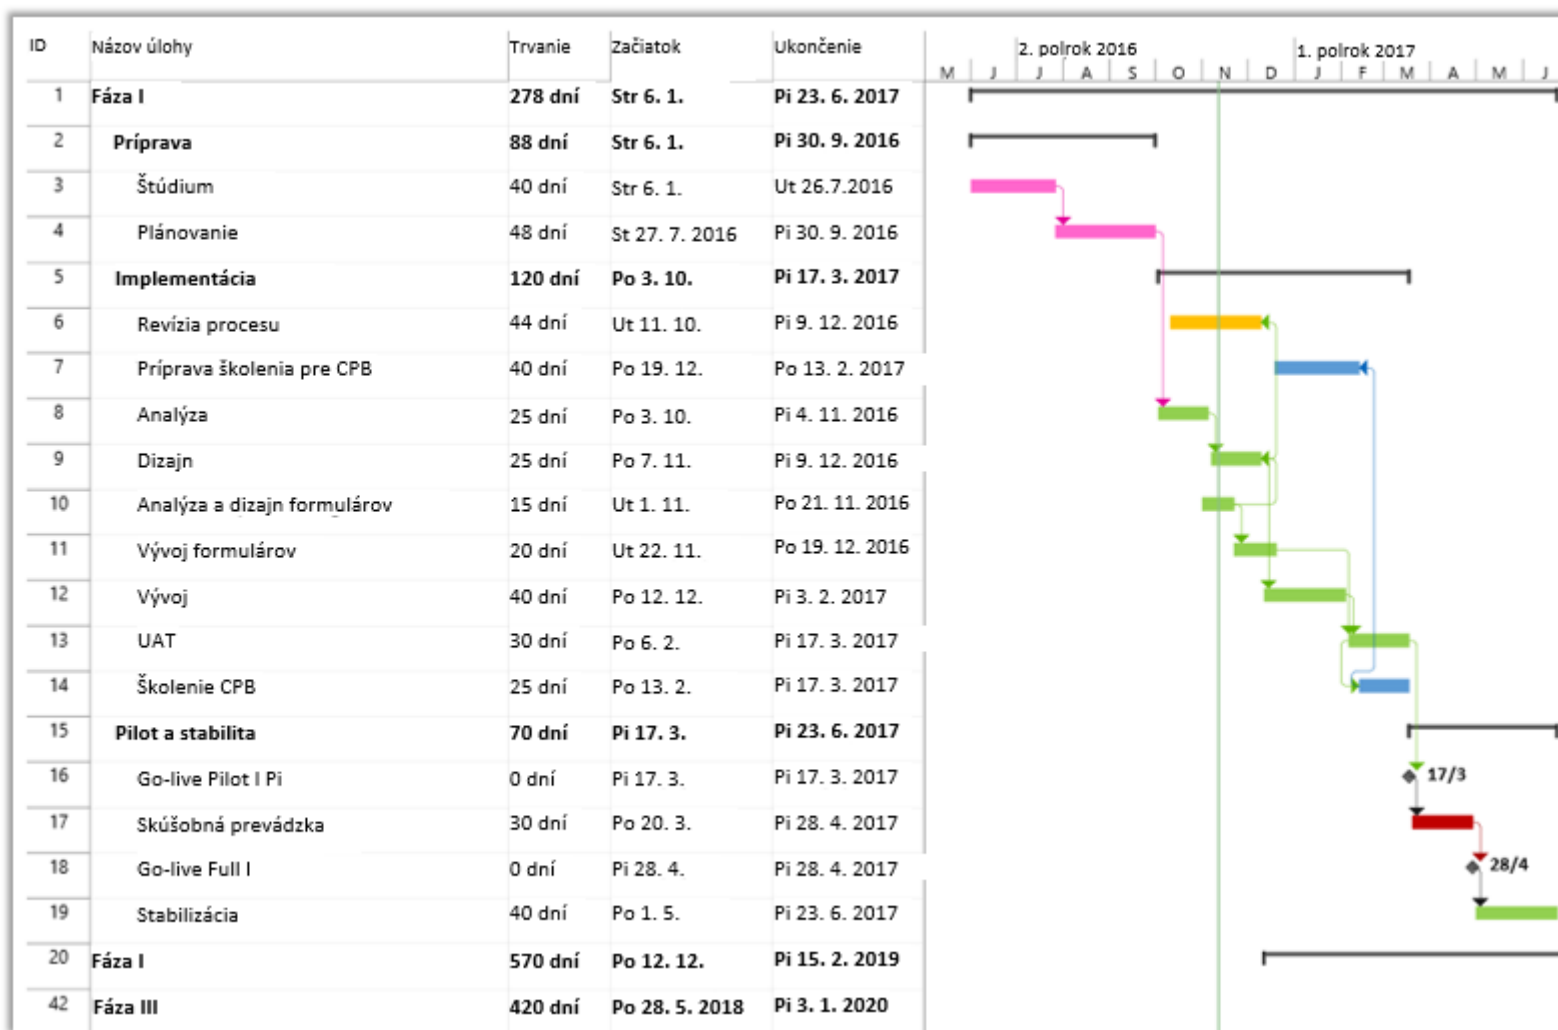 ID Názov úlohy Trvanie Začiatok Ukončenie 2. polrok 2016 1. polrok 2017
M J J A S O N D J F M A M J
1 Fáza I 278 dní Str 6. 1. Pi 23. 6. 2017
2 Príprava 88 dní Str 6. 1. Pi 30. 9. 2016
3 Štúdium 40 dní Str 6. 1. Ut 26.7.2016
4 Plánovanie 48 dní St 27. 7. 2016 Pi 30. 9. 2016
5 Implementácia 120 dní Po 3. 10. Pi 17. 3. 2017
6 Revízia procesu 44 dní Ut 11. 10. Pi 9. 12. 2016
7 Príprava školenia pre CPB 40 dní Po 19. 12. Po 13. 2. 2017
8 Analýza 25 dní Po 3. 10. Pi 4. 11. 2016
9 Dizajn 25 dní Po 7. 11. Pi 9. 12. 2016
10 Analýza a dizajn formulárov 15 dní Ut 1. 11. Po 21. 11. 2016
11 Vývoj formulárov 20 dní Ut 22. 11. Po 19. 12. 2016
12 Vývoj 40 dní Po 12. 12. Pi 3. 2. 2017
13 UAT 30 dní Po 6. 2. Pi 17. 3. 2017
14 Školenie CPB 25 dní Po 13. 2. Pi 17. 3. 2017
15 Pilot a stabilita 70 dní Pi 17. 3. Pi 23. 6. 2017
16 Go-live Pilot I Pi 0 dní Pi 17. 3. Pi 17. 3. 2017 17/3
17 Skúšobná prevádzka 30 dní Po 20. 3. Pi 28. 4. 2017
18 Go-live Full I 0 dní Pi 28. 4. Pi 28. 4. 2017 28/4
19 Stabilizácia 40 dní Po 1. 5. Pi 23. 6. 2017
20 Fáza I 570 dní Po 12. 12. Pi 15. 2. 2019
42 Fáza III 420 dní Po 28. 5. 2018 Pi 3. 1. 2020